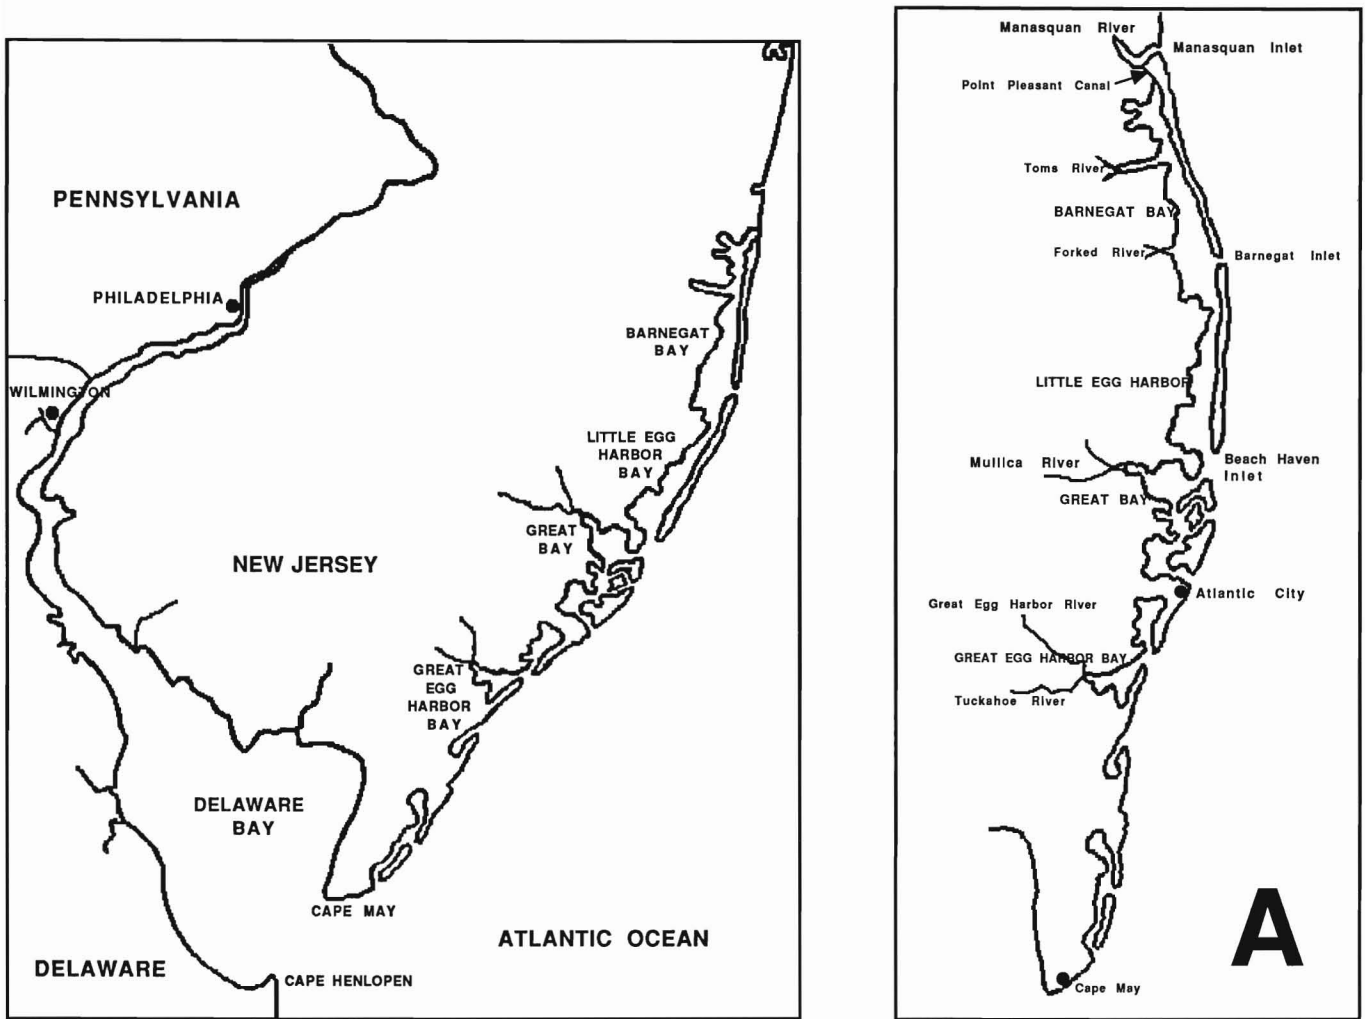 PENNSYLVANIA
PHILADELPHIA
WILMINGTON
BARNEGAT
BAY
LITTLE EGG
HARBOR
BAY
GREAT
BAY
NEW JERSEY
GREAT
EGG
HARBOR
BAY
DELAWARE
BAY
CAPE MAY
ATLANTIC OCEAN
DELAWARE
CAPE HENLOPEN
Manasquan River
Manasquan Inlet
Point Pleasant Canal
Toms River
BARNEGAT BAY
Forked River
Barnegat Inlet
LITTLE EGG HARBOR
Mullica River
Beach Haven
Inlet
GREAT BAY
Atlantic City
Great Egg Harbor River
GREAT EGG HARBOR BAY
Tuckahoe River
A
Cape May